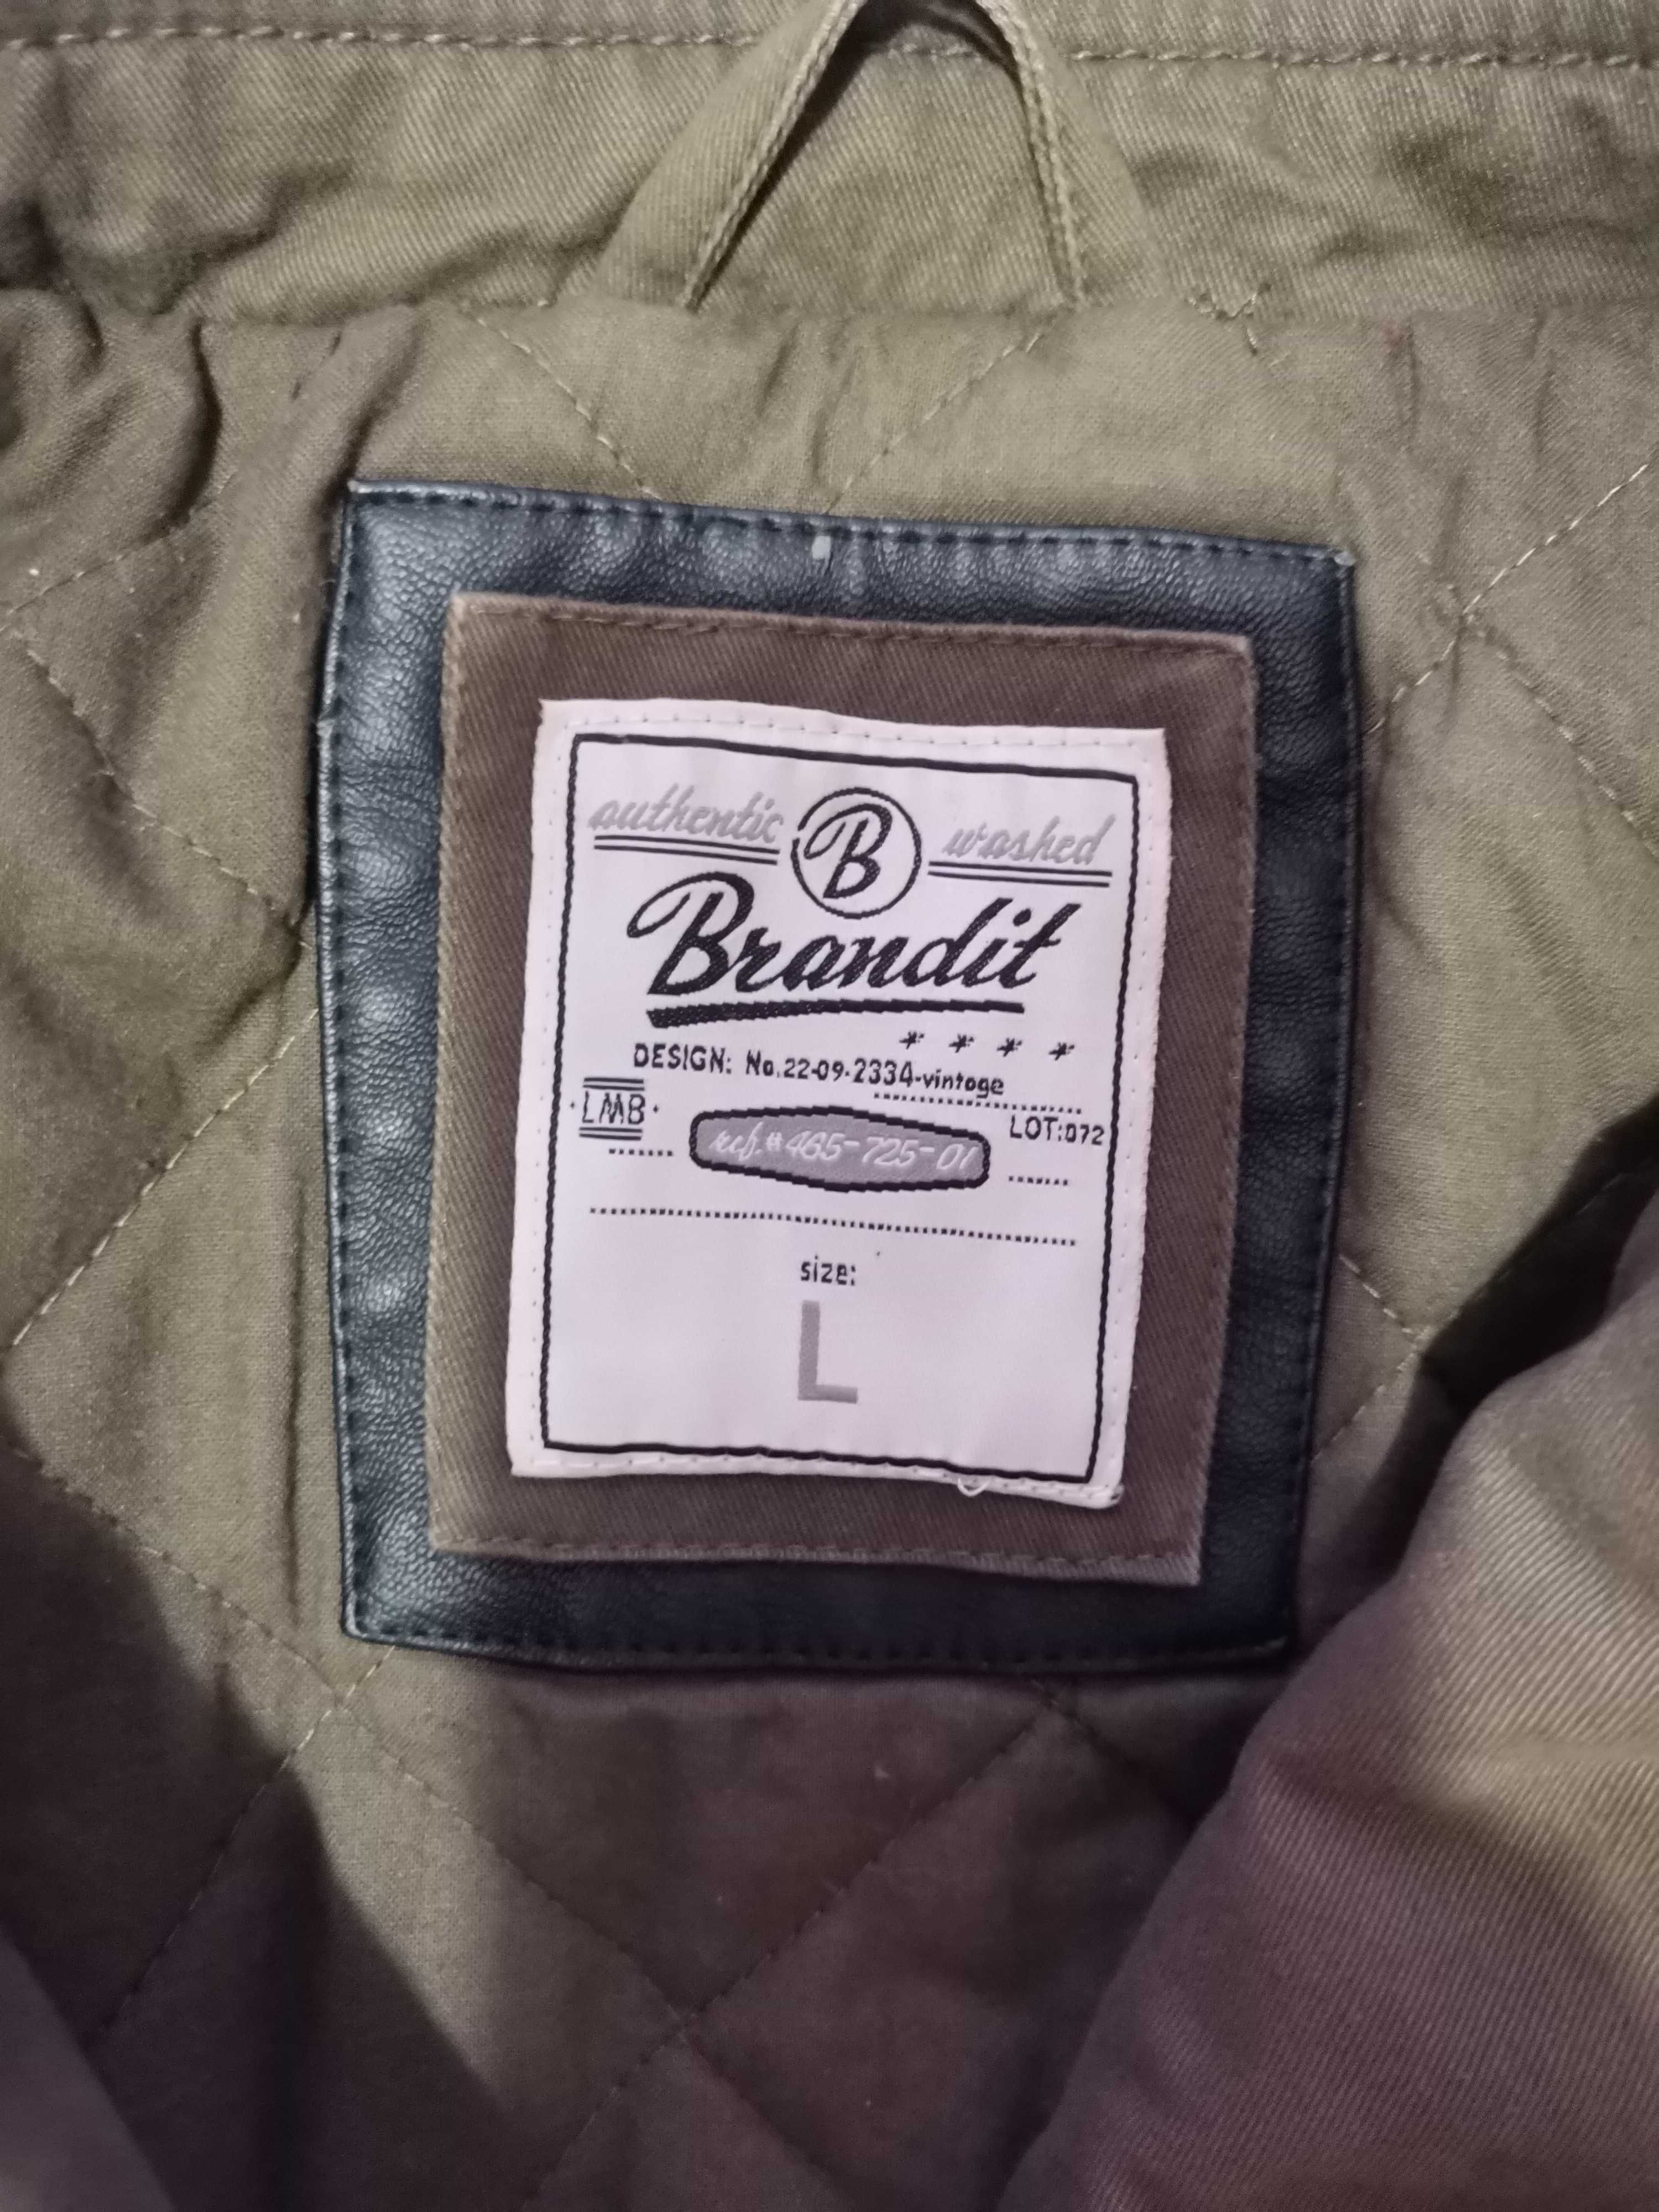 authentic B washed
Brandit
* * * *
DESIGN: No.22-09-2334-vintage
·LMB·
ref.#465-725-01
LOT:072
size:
L